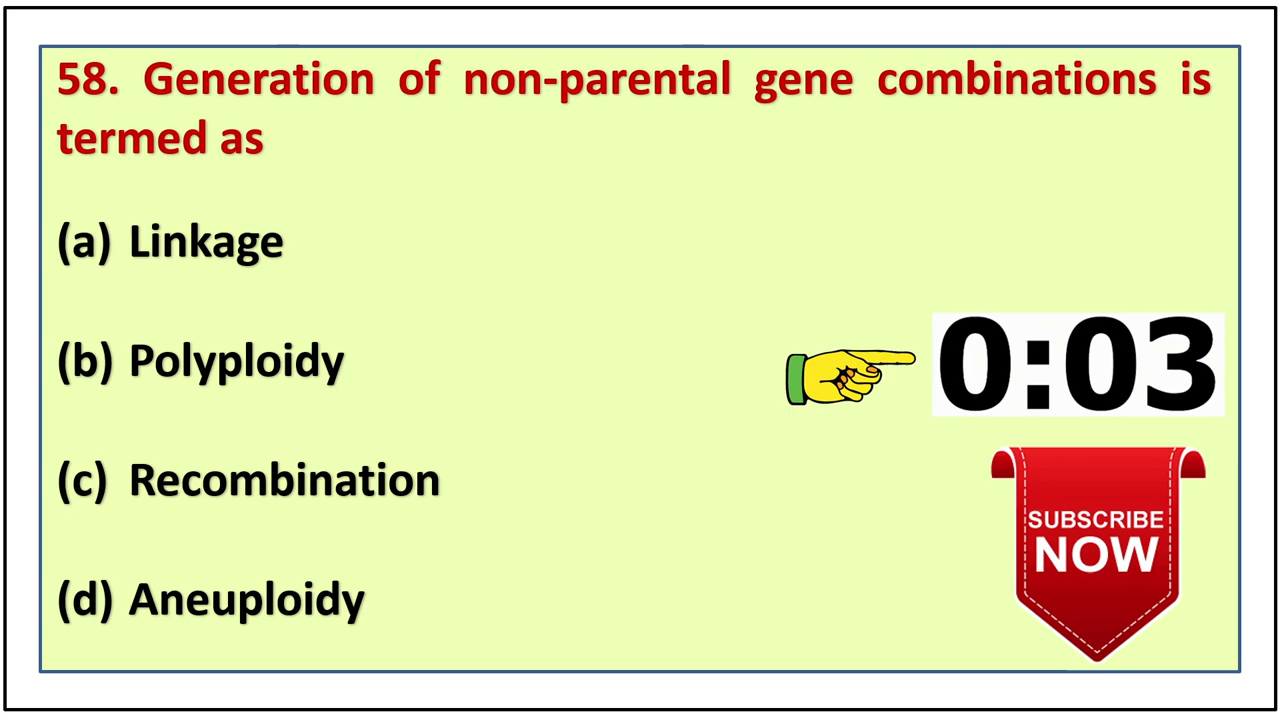 58. Generation of non-parental gene combinations is
termed as
(a) Linkage
(b) Polyploidy
0:03
(c) Recombination
SUBSCRIBE
NOW
(d) Aneuploidy